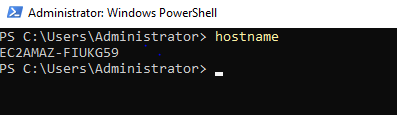 Administrator: Windows PowerShell
PS C:\Users\Administrator> hostname
EC2AMAZ-FIUKG59
PS C:\Users\Administrator>